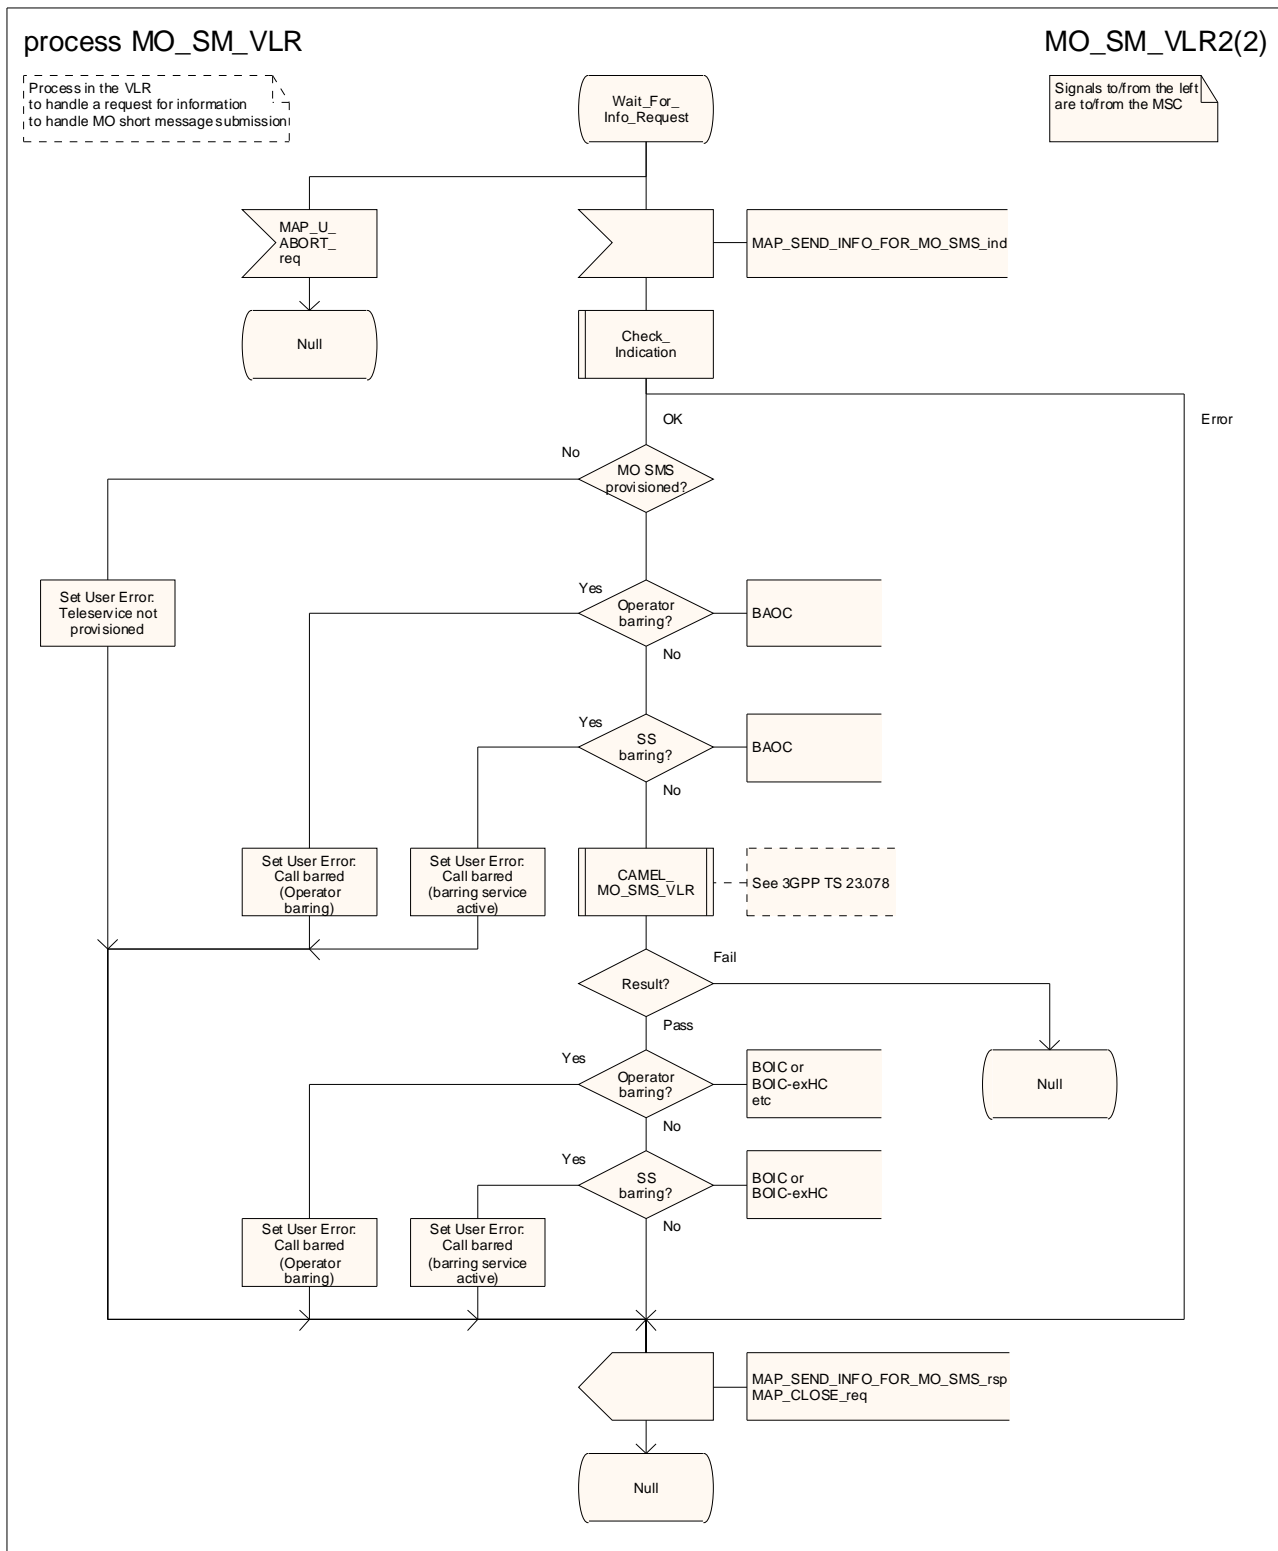 process MO_SM_VLR
MO_SM_VLR2(2)
Process in the VLR
to handle a request for information
to handle MO short message submission
Wait_For_
Info_Request
Signals to/from the left
are to/from the MSC
MAP_U_
ABORT_
req
MAP_SEND_INFO_FOR_MO_SMS_ind
Null
Check_
Indication
OK
Error
No
MO SMS
provisioned?
Set User Error:
Teleservice not
provisioned
Yes
Operator
barring?
BAOC
No
Yes
SS
barring?
BAOC
No
Set User Error:
Call barred
(Operator
barring)
Set User Error:
Call barred
(barring service
active)
CAMEL_
MO_SMS_VLR
See 3GPP TS 23.078
Result?
Fail
Pass
Yes
Operator
barring?
BOIC or
BOIC-exHC
etc
Null
No
Yes
SS
barring?
BOIC or
BOIC-exHC
No
Set User Error:
Call barred
(Operator
barring)
Set User Error:
Call barred
(barring service
active)
MAP_SEND_INFO_FOR_MO_SMS_rsp
MAP_CLOSE_req
Null